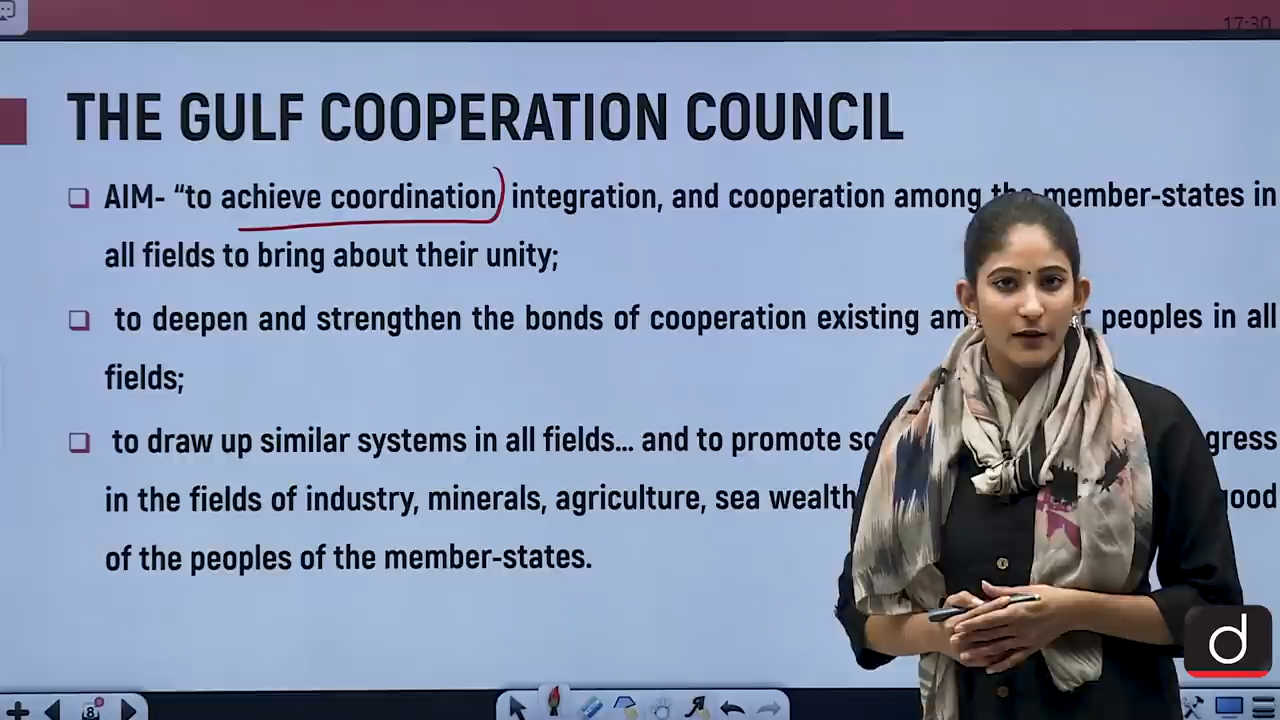 17:30
THE GULF COOPERATION COUNCIL
AIM- “to achieve coordination integration, and cooperation among the member-states in
all fields to bring about their unity;
to deepen and strengthen the bonds of cooperation existing peoples in all
fields;
to draw up similar systems in all fields... and to promote
in the fields of industry, minerals, agriculture, sea wealth good
of the peoples of the member-states.
8
d